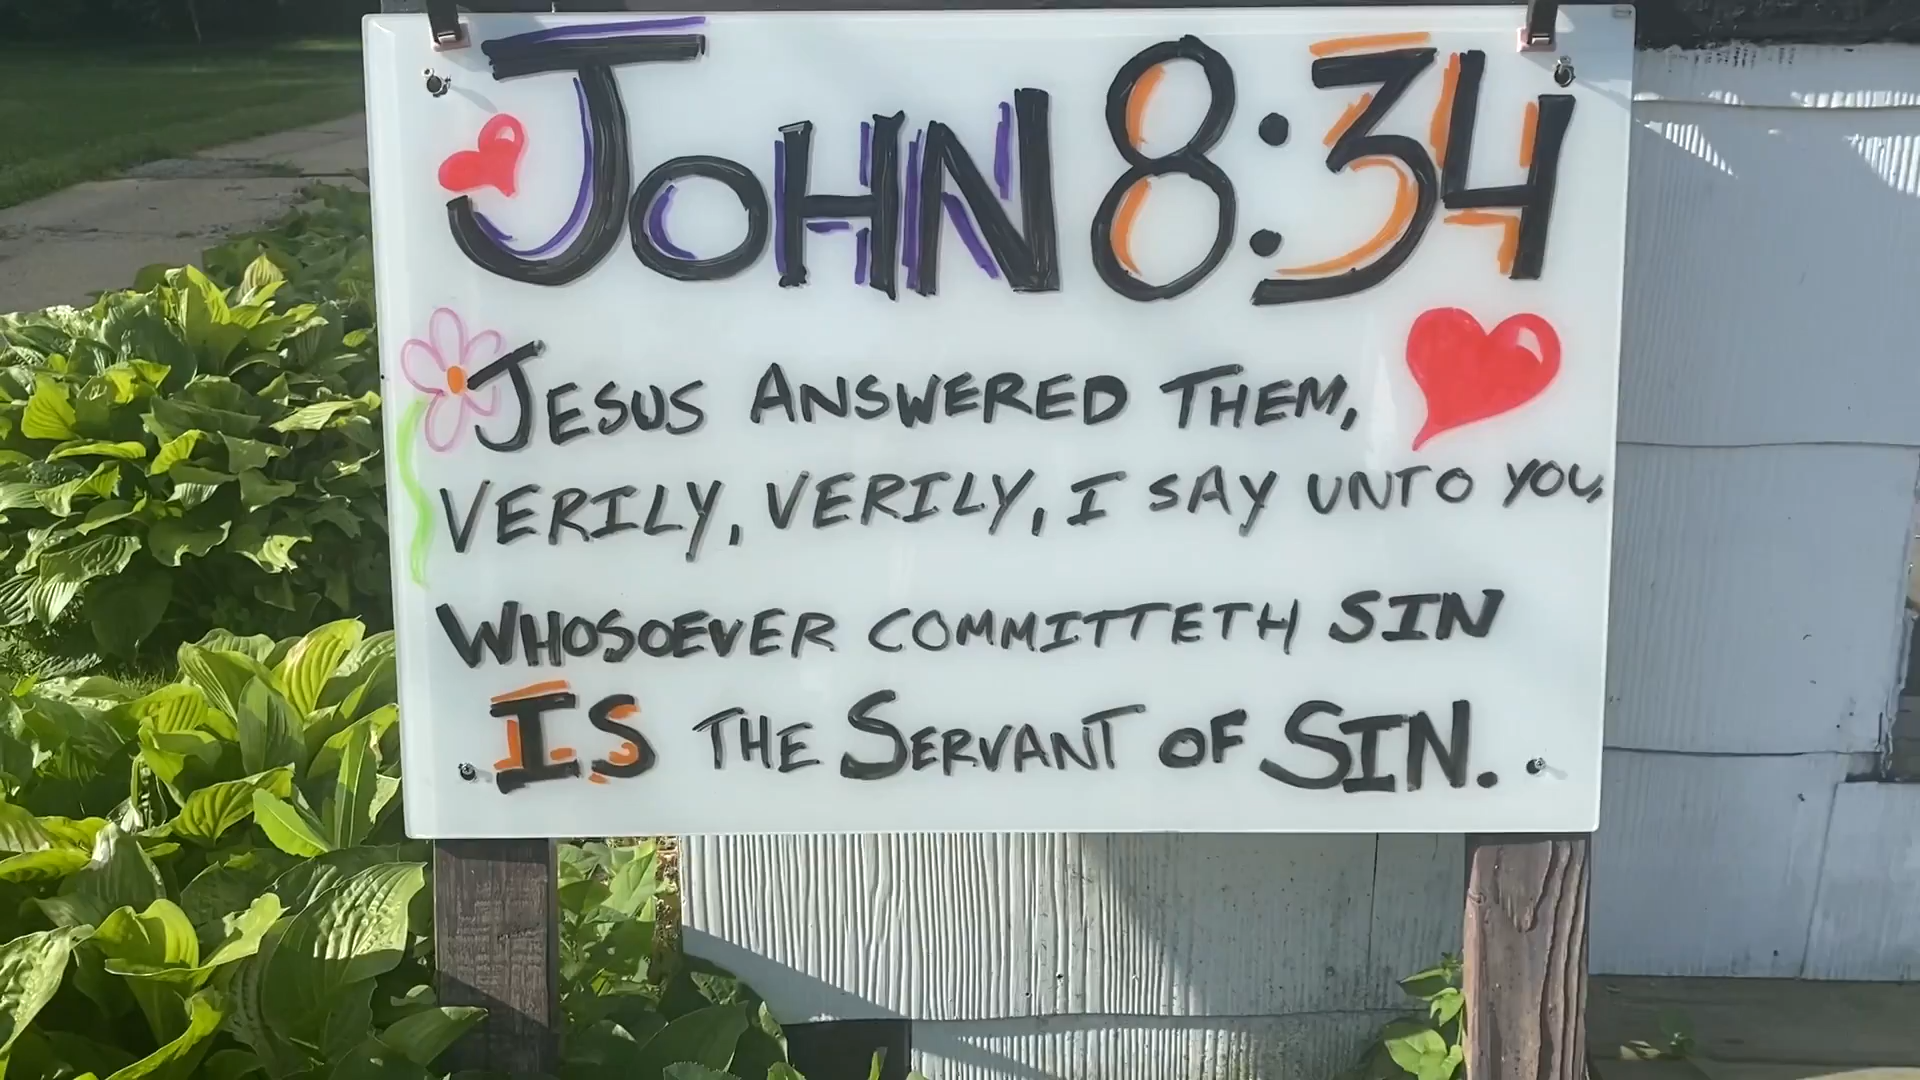 JOHN 8:34
JESUS ANSWERED THEM,
VERILY, VERILY, I SAY UNTO YOU,
WHOSOEVER COMMITTETH SIN
IS THE SERVANT OF SIN.